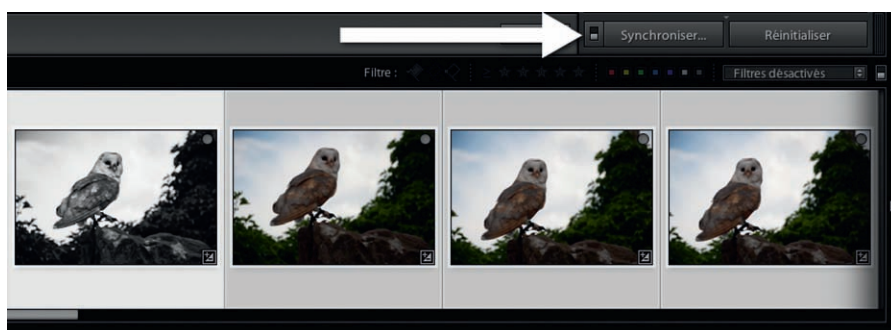 Synchroniser... Réinitialiser
Filtre : Filtres désactivés